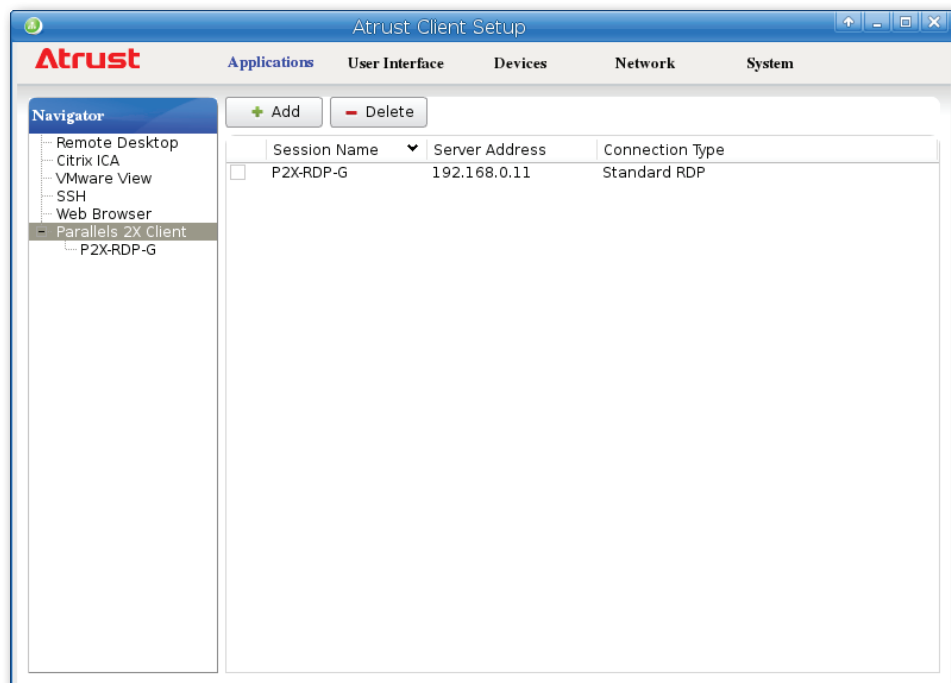 Atrust Client Setup
Atrust
Applications User Interface Devices Network System
Navigator
Remote Desktop
Citrix ICA
VMware View
SSH
Web Browser
Parallels 2X Client
P2X-RDP-G
Add Delete
Session Name Server Address Connection Type
P2X-RDP-G 192.168.0.11 Standard RDP